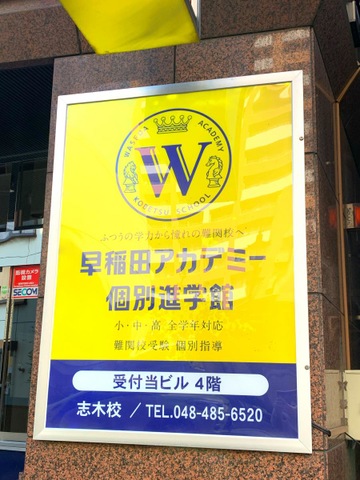 WASEDA ACADEMY
W
KOBETSU SCHOOL
ふつうの学力から憧れの難関校へ
早稲田アカデミー
個別進学館
小・中・高 全学年対応
難関校受験 個別指導
受付当ビル 4階
志木校 / TEL.048-485-6520
監視カメラ
設置
SECOM